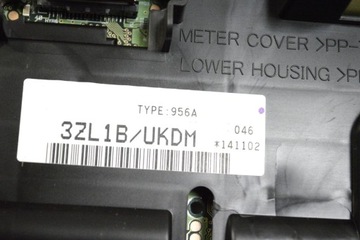 METER COVER >PP-
LOWER HOUSING >P
TYPE:956A
3ZL1B/UKDM
046
*141102